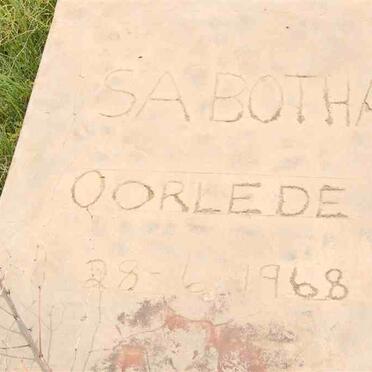 SA BOTHA
OORLEDE
28-6 1968